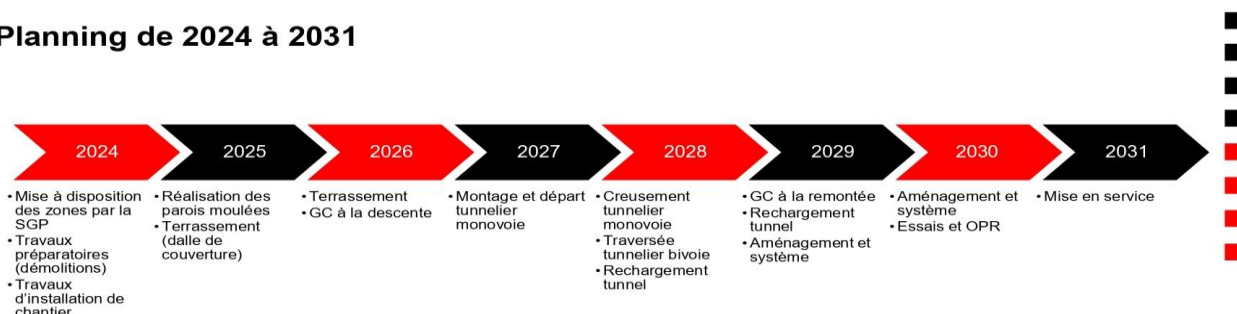 Planning de 2024 à 2031
2024
2025
2026
2027
2028
2029
2030
2031
• Mise à disposition
des zones par la
SGP
• Travaux
préparatoires
(démolitions)
• Travaux
d'installation de
chantier
• Réalisation des
parois moulées
• Terrassement
(dalle de
couverture)
• Terrassement
• GC à la descente
• Montage et départ
tunnelier
monovoie
• Creusement
tunnelier
monovoie
• Traversée
tunnelier bivoie
• Rechargement
tunnel
• GC à la remontée
• Rechargement
tunnel
• Aménagement et
système
• Aménagement et
système
• Essais et OPR
• Mise en service